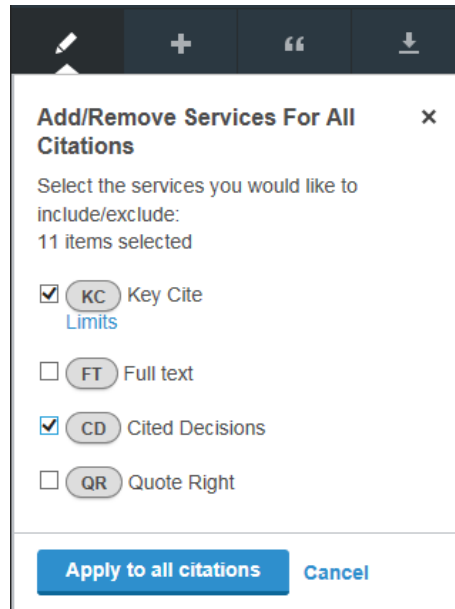 Add/Remove Services For All
Citations
Select the services you would like to
include/exclude:
11 items selected
KC Key Cite
Limits
FT Full text
CD Cited Decisions
QR Quote Right
Apply to all citations Cancel